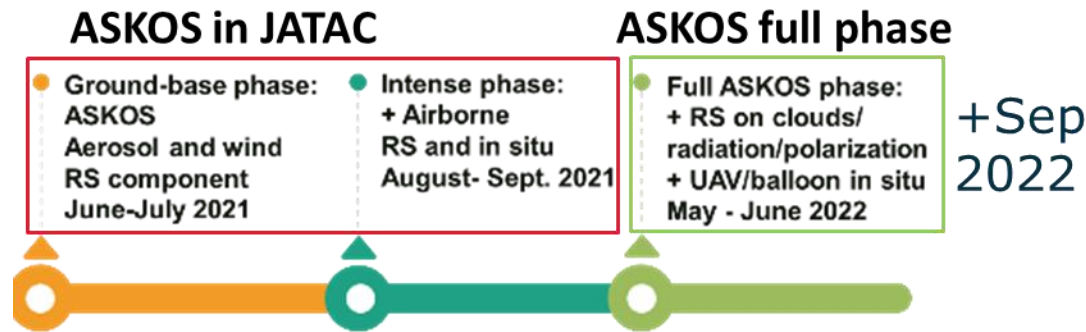 ASKOS in JATAC
Ground-base phase:
ASKOS
Aerosol and wind
RS component
June-July 2021
Intense phase:
+ Airborne
RS and in situ
August- Sept. 2021
ASKOS full phase
Full ASKOS phase:
+ RS on clouds/
radiation/polarization
+ UAV/balloon in situ
May - June 2022
+Sep
2022